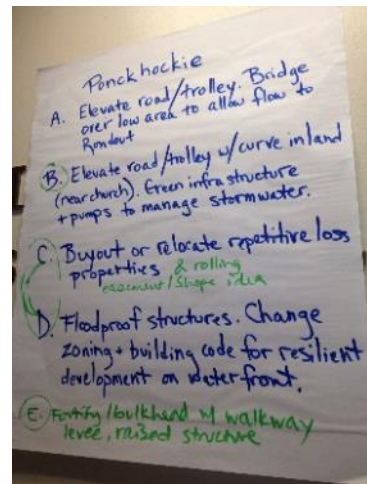 Ponckhockie
A. Elevate road/trolley. Bridge
over low area to allow flow to
Rondout
B. Elevate road/trolley w/curve inland
(near church). Green infrastructure
+ pumps to manage stormwater.
C. Buyout or relocate repetitive loss
properties & rolling
easement/slope idea
D. Floodproof structures. Change
zoning + building code for resilient
development on waterfront.
E. Fortify/bulkhead w/ walkway
levee, raised structure